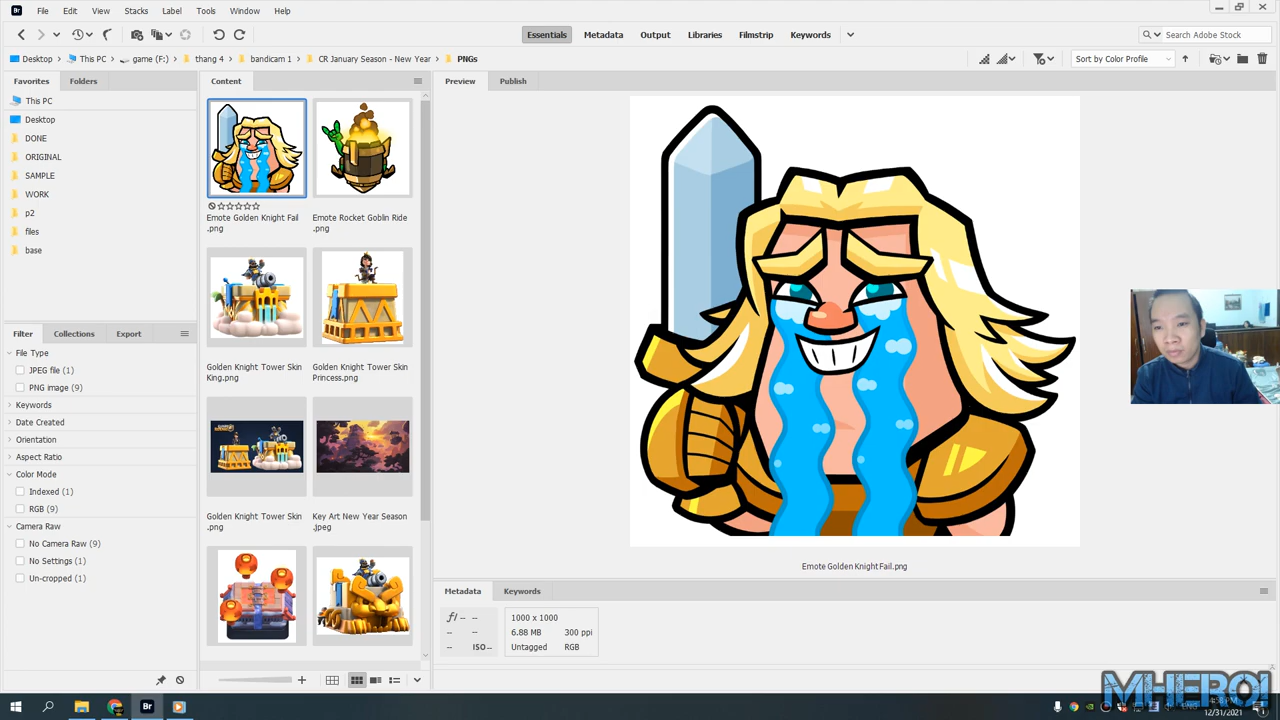 Br File Edit View Stacks Label Tools Window Help
Essentials Metadata Output Libraries Filmstrip Keywords Search Adobe Stock
Desktop This PC game (F:) thang 4 bandicam 1 CR January Season - New Year PNGs Sort by Color Profile
Favorites Folders
This PC
Desktop
DONE
ORIGINAL
SAMPLE
WORK
p2
files
base
Filter Collections Export
File Type
JPEG file (1)
PNG image (9)
Keywords
Date Created
Orientation
Aspect Ratio
Color Mode
Indexed (1)
RGB (9)
Camera Raw
No Camera Raw (9)
No Settings (1)
Un-cropped (1)
Content
Emote Golden Knight Fail
.png
Emote Rocket Goblin Ride
.png
Golden Knight Tower Skin
King.png
Golden Knight Tower Skin
Princess.png
Golden Knight Tower Skin
.png
Key Art New Year Season
.jpeg
Preview Publish
Emote Golden Knight Fail.png
Metadata Keywords
f/ -- --
-- --
-- ISO --
1000 x 1000
6.88 MB 300 ppi
Untagged RGB
MHEROI
Br
4:58 PM
12/31/2021